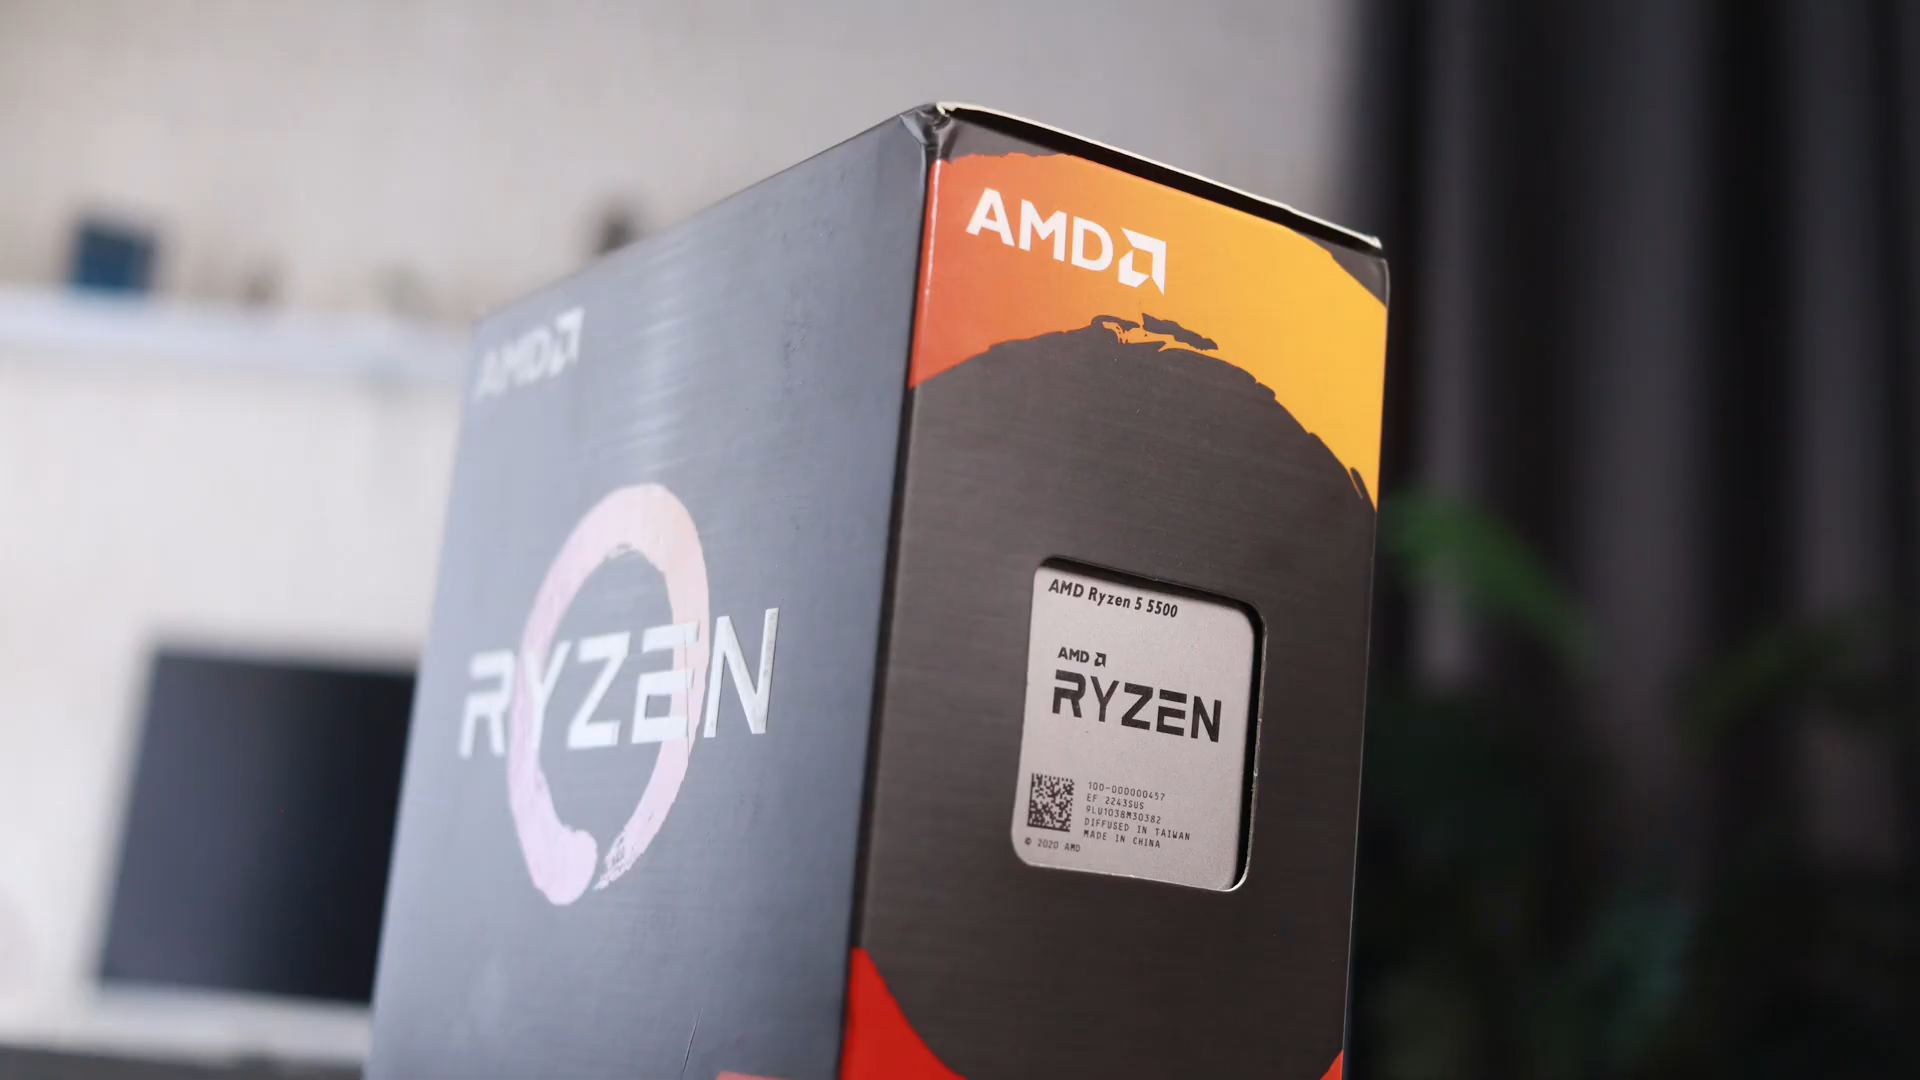 AMD
RYZEN
AMD
AMD Ryzen 5 5500
AMD
RYZEN
100-000000457
EF 2243SUS
9LU1038M30382
DIFFUSED IN TAIWAN
MADE IN CHINA
© 2020 AMD